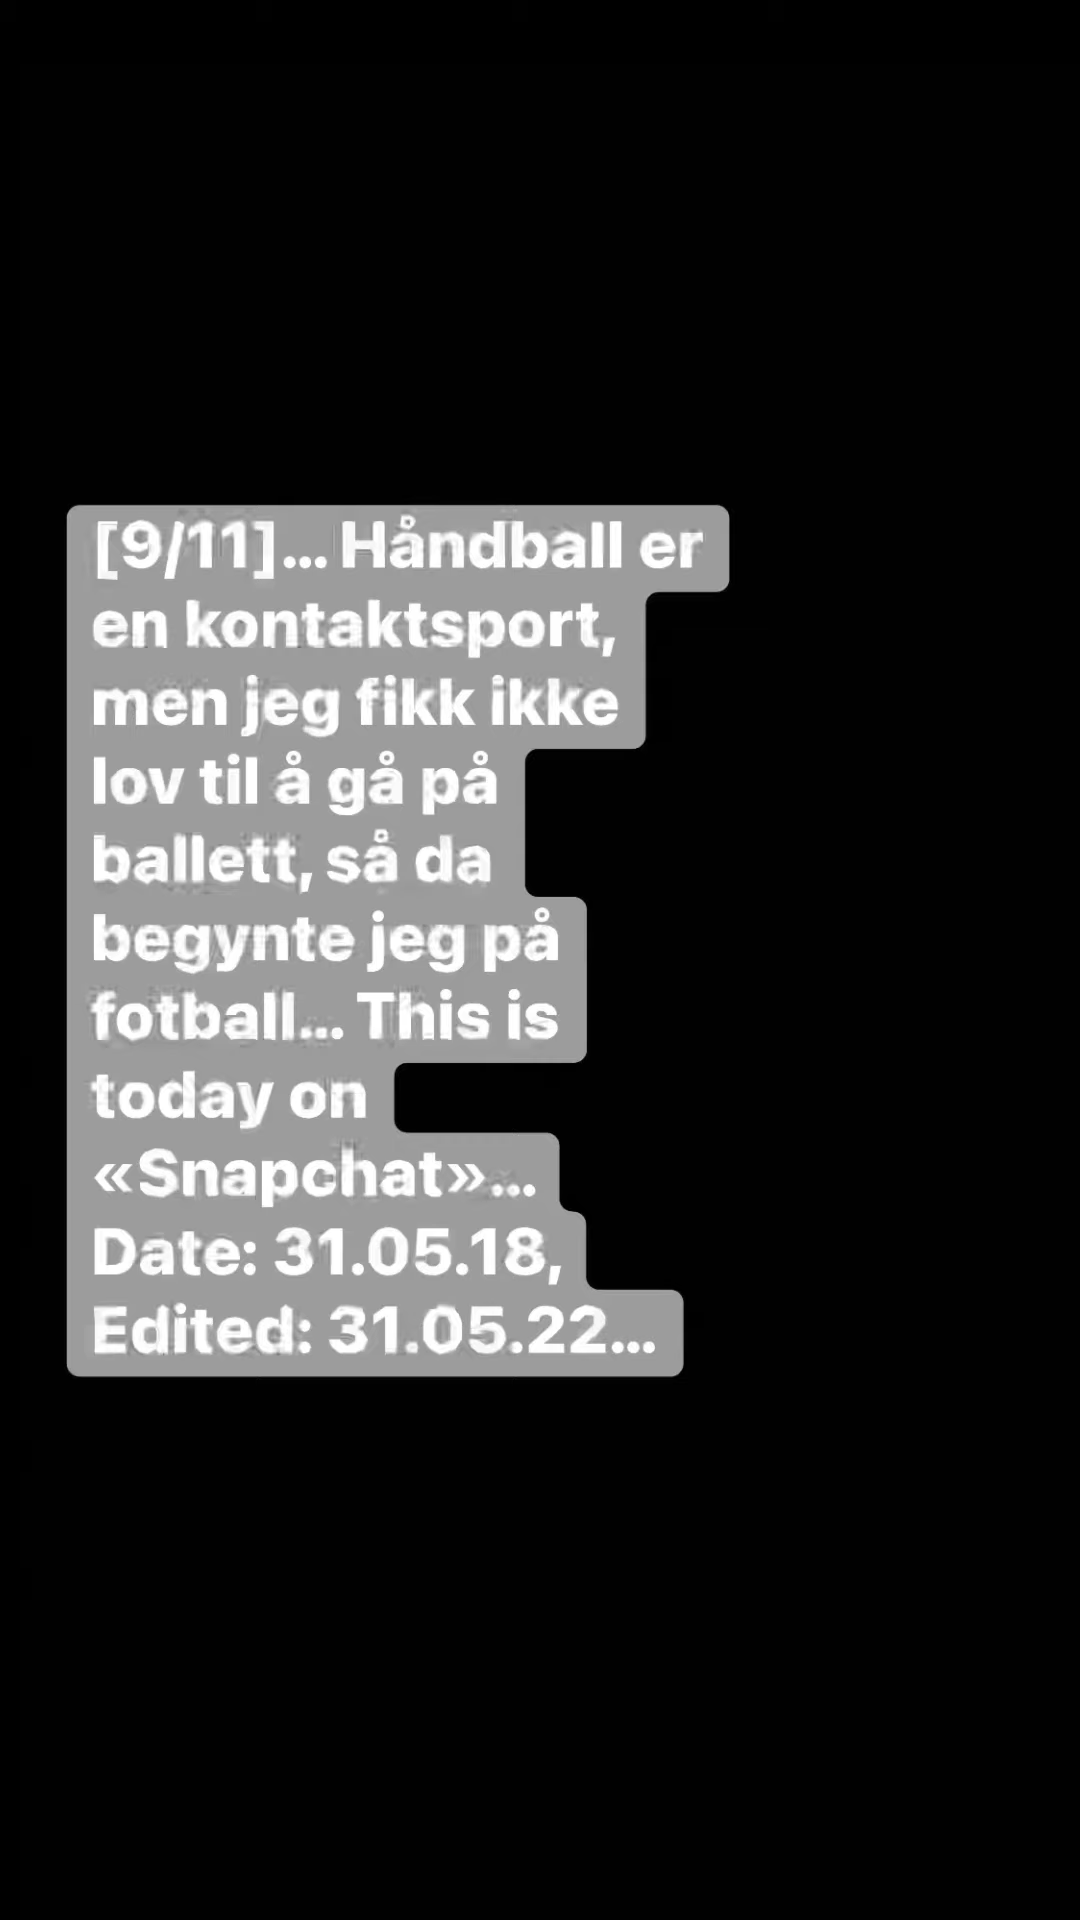 [9/11]... Håndball er
en kontaktsport,
men jeg fikk ikke
lov til å gå på
ballett, så da
begynte jeg på
fotball... This is
today on
«Snapchat»...
Date: 31.05.18,
Edited: 31.05.22...